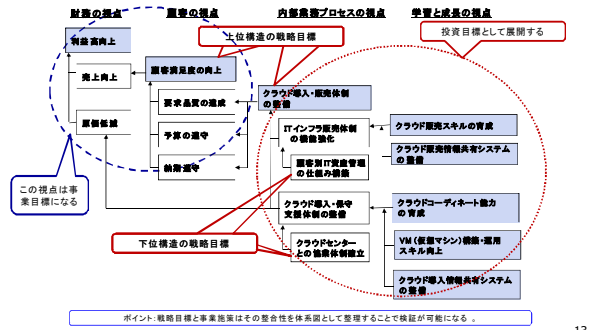 財務の視点
顧客の視点
内部業務プロセスの視点
学習と成長の視点
利益高向上
売上向上
原価低減
顧客満足度の向上
要求品質の達成
予算の遵守
納期遵守
上位構造の戦略目標
投資目標として展開する
クラウド導入・販売体制
の整備
ITインフラ販売体制
の機能強化
顧客別IT資産管理
の仕組み構築
クラウド導入・保守
支援体制の整備
クラウドセンター
との協業体制確立
クラウド販売スキルの育成
クラウド販売情報共有システム
の整備
クラウドコーディネート能力
の育成
VM（仮想マシン）構築・運用
スキル向上
クラウド導入情報共有システム
の整備
この視点は事
業目標になる
下位構造の戦略目標
ポイント：戦略目標と事業施策はその整合性を体系図として整理することで検証が可能になる 。
13